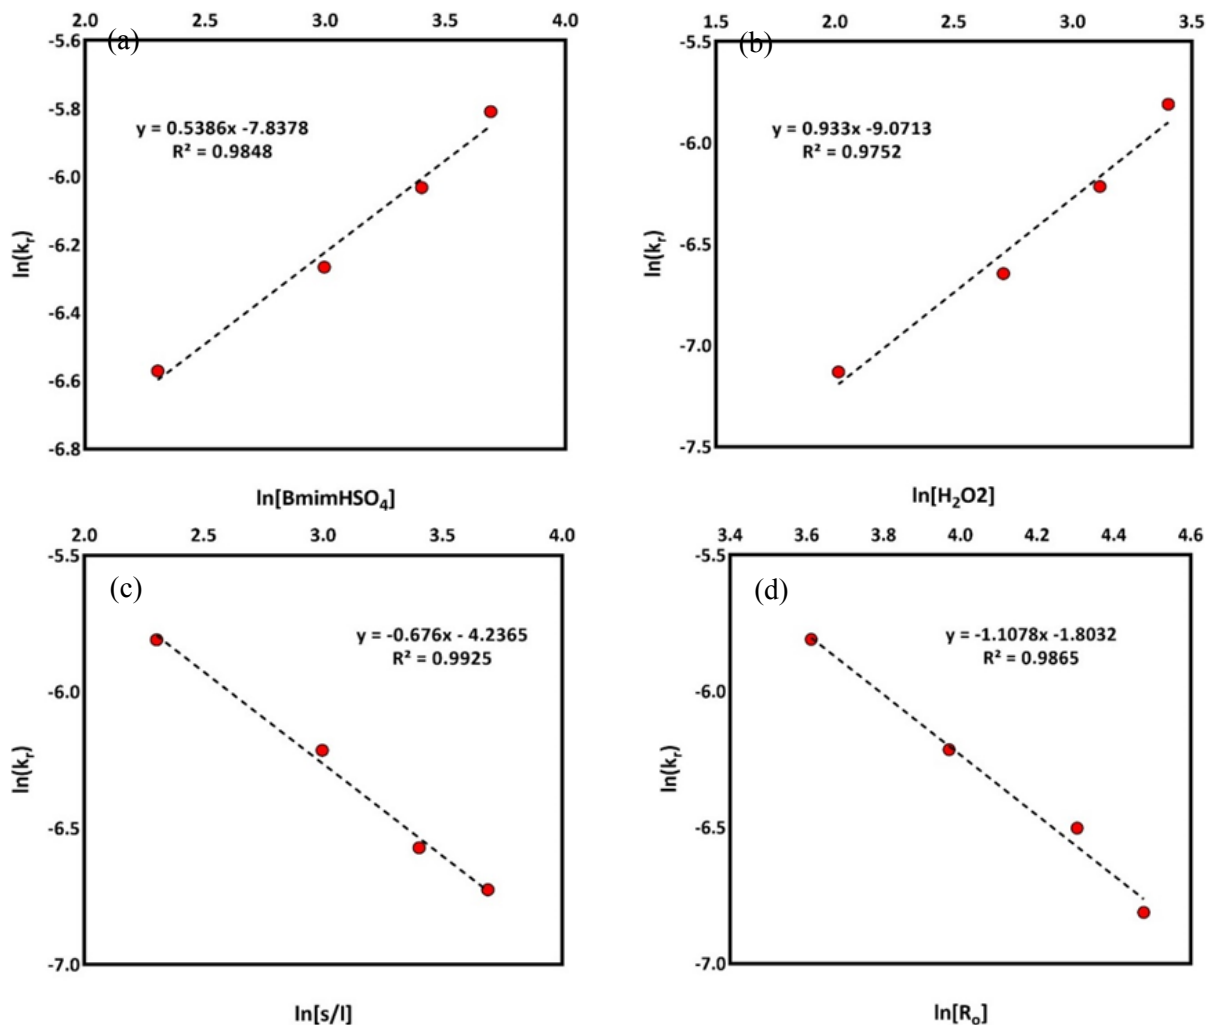 2.0 2.5 3.0 3.5 4.0
(a)
-5.6
-5.8
-6.0
-6.2
-6.4
-6.6
-6.8
ln(kr)
y = 0.5386x -7.8378
R² = 0.9848
ln[BmimHSO4]
1.5 2.0 2.5 3.0 3.5
(b)
-5.5
-6.0
-6.5
-7.0
-7.5
ln(kr)
y = 0.933x -9.0713
R² = 0.9752
ln[H2O2]
2.0 2.5 3.0 3.5 4.0
(c)
-5.5
-6.0
-6.5
-7.0
ln(kr)
y = -0.676x - 4.2365
R² = 0.9925
ln[s/l]
3.4 3.6 3.8 4.0 4.2 4.4 4.6
(d)
-5.5
-6.0
-6.5
-7.0
ln(kr)
y = -1.1078x -1.8032
R² = 0.9865
ln[Ro]